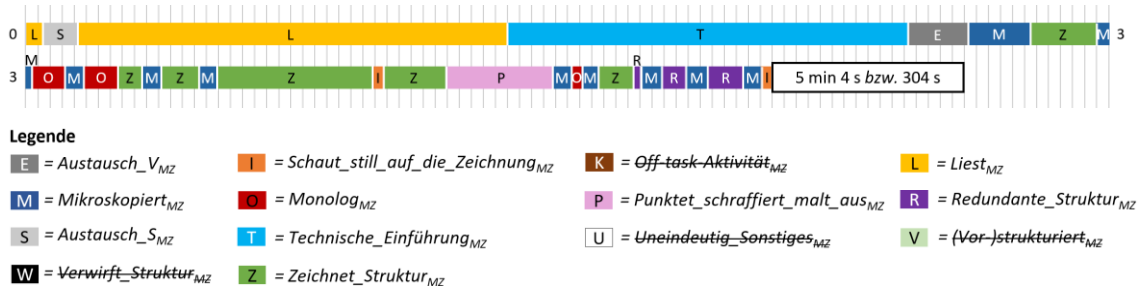 0 L S L T E M Z M 3
M R
3 O M O Z M Z M Z I Z P M O M Z M R M R M I 5 min 4 s bzw. 304 s
Legende
E = Austausch_V_MZ I = Schaut_still_auf_die_Zeichnung_MZ K = Off-task-Aktivität_MZ L = Liest_MZ
M = Mikroskopiert_MZ O = Monolog_MZ P = Punktet_schraffiert_malt_aus_MZ R = Redundante_Struktur_MZ
S = Austausch_S_MZ T = Technische_Einführung_MZ U = Uneindeutig_Sonstiges_MZ V = (Vor-)strukturiert_MZ
W = Verwirft_Struktur_MZ Z = Zeichnet_Struktur_MZ